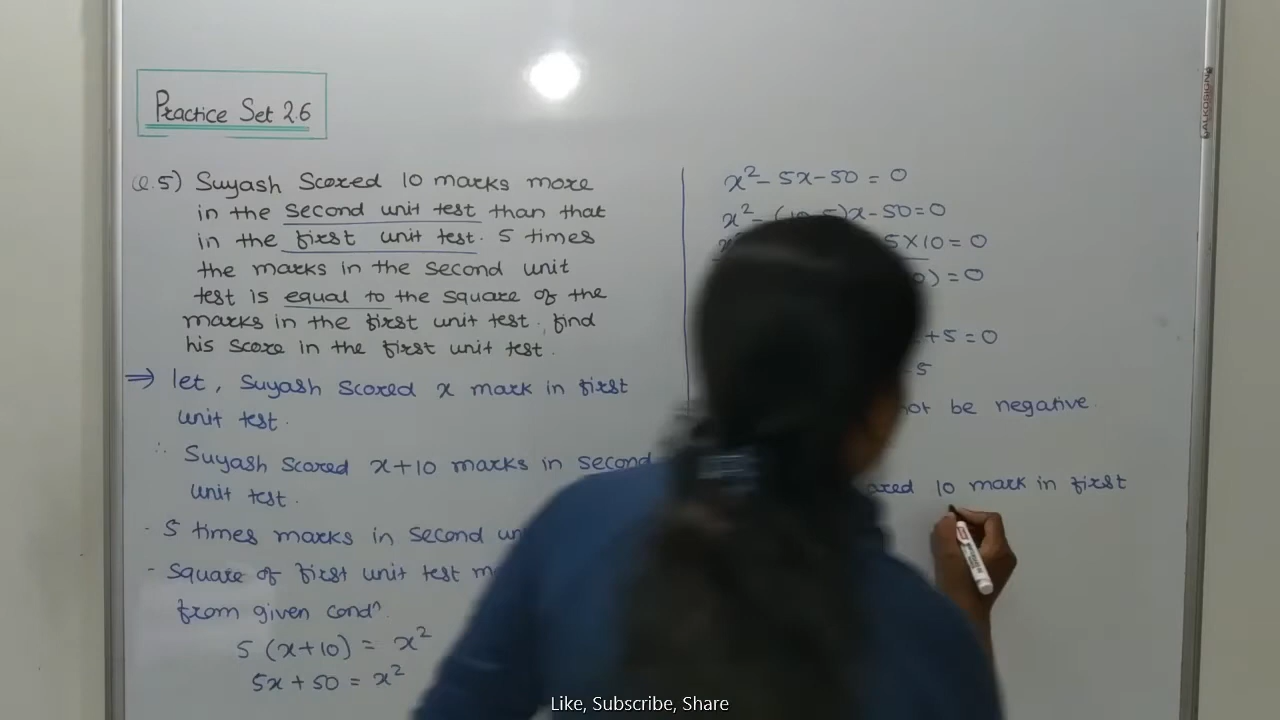 Practice Set 2.6
Q.5) Suyash Scored 10 marks more
in the second unit test than that
in the first unit test. 5 times
the marks in the second unit
test is equal to the square of the
marks in the first unit test. find
his score in the first unit test.
⇒ let, Suyash scored x mark in first
unit test.
∴ Suyash scored x+10 marks in second
unit test.
- 5 times marks in second
- square of first unit test
from given condⁿ.
5 (x+10) = x²
5x + 50 = x²
x² - 5x - 50 = 0
x² - (10-5)x - 50 = 0
5×10 = 0
) = 0
+5 = 0
5
be negative.
10 mark in first
Like, Subscribe, Share